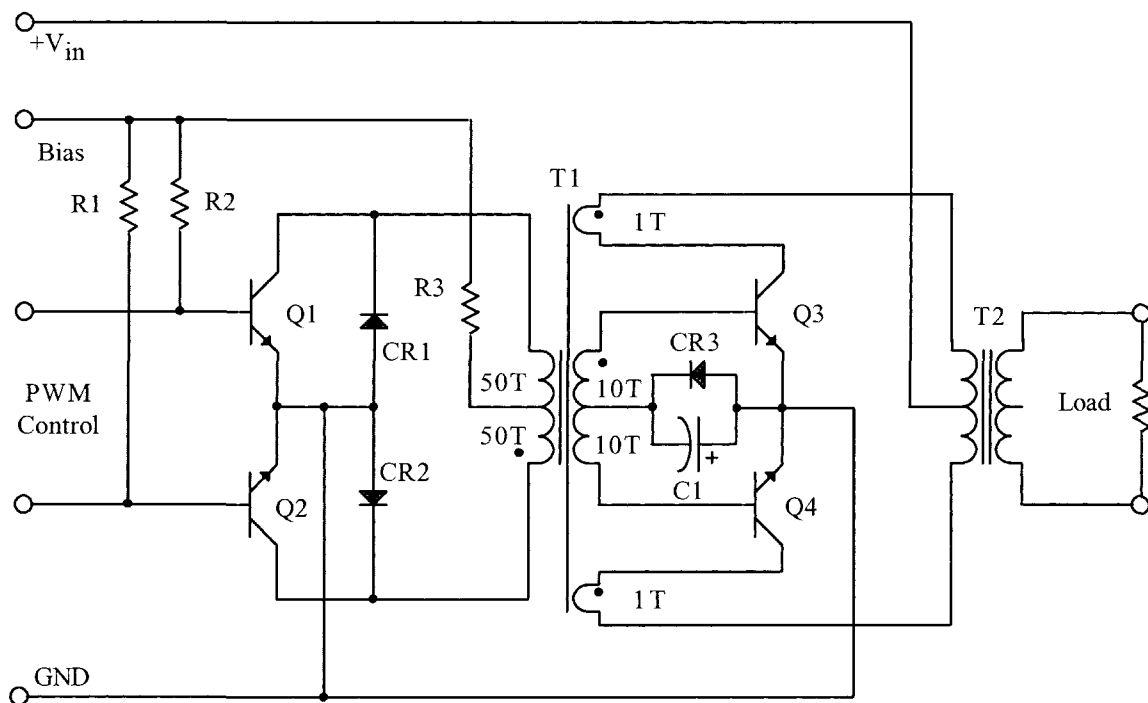 +Vin
Bias
R1
R2
T1
1T
Q1
CR1
R3
Q3
T2
CR3
50T
10T
PWM
Control
Load
50T
10T
CR2
+
C1
Q2
Q4
1T
GND